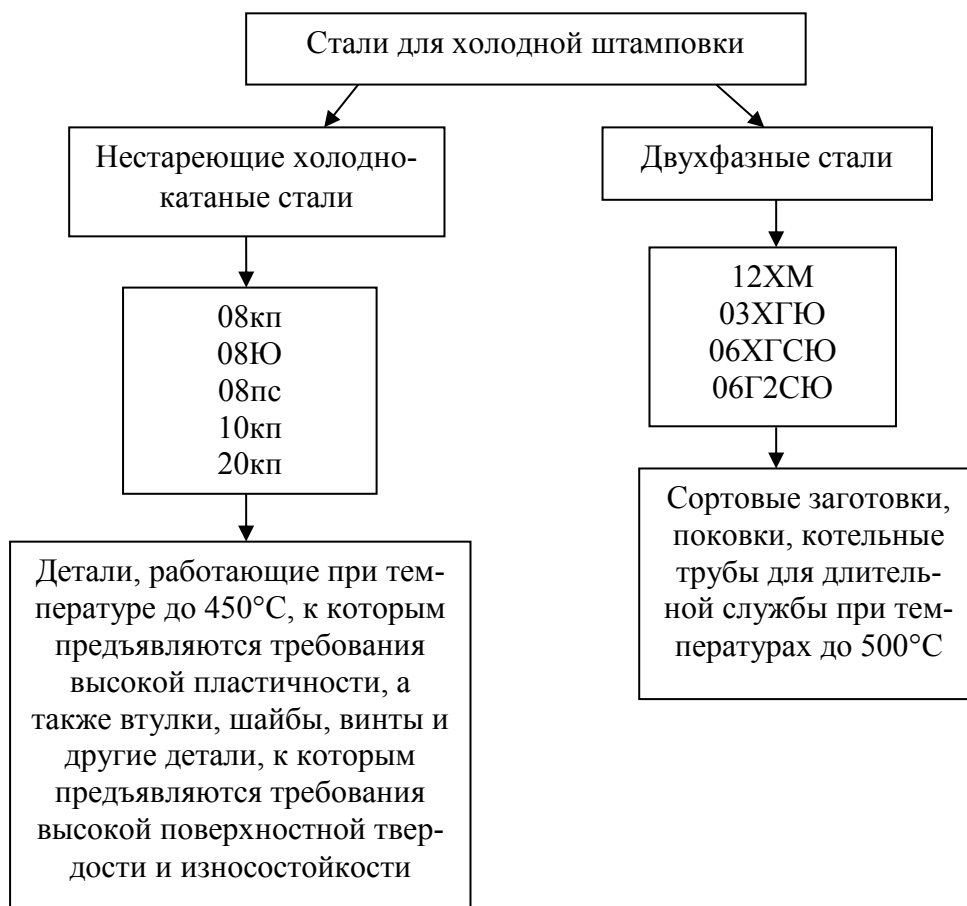 Стали для холодной штамповки
Нестареющие холодно-
катаные стали
Двухфазные стали
08кп
08Ю
08пс
10кп
20кп
12ХМ
03ХГЮ
06ХГСЮ
06Г2СЮ
Детали, работающие при тем-
пературе до 450°С, к которым
предъявляются требования
высокой пластичности, а
также втулки, шайбы, винты и
другие детали, к которым
предъявляются требования
высокой поверхностной твер-
дости и износостойкости
Сортовые заготовки,
поковки, котельные
трубы для длитель-
ной службы при тем-
пературах до 500°С